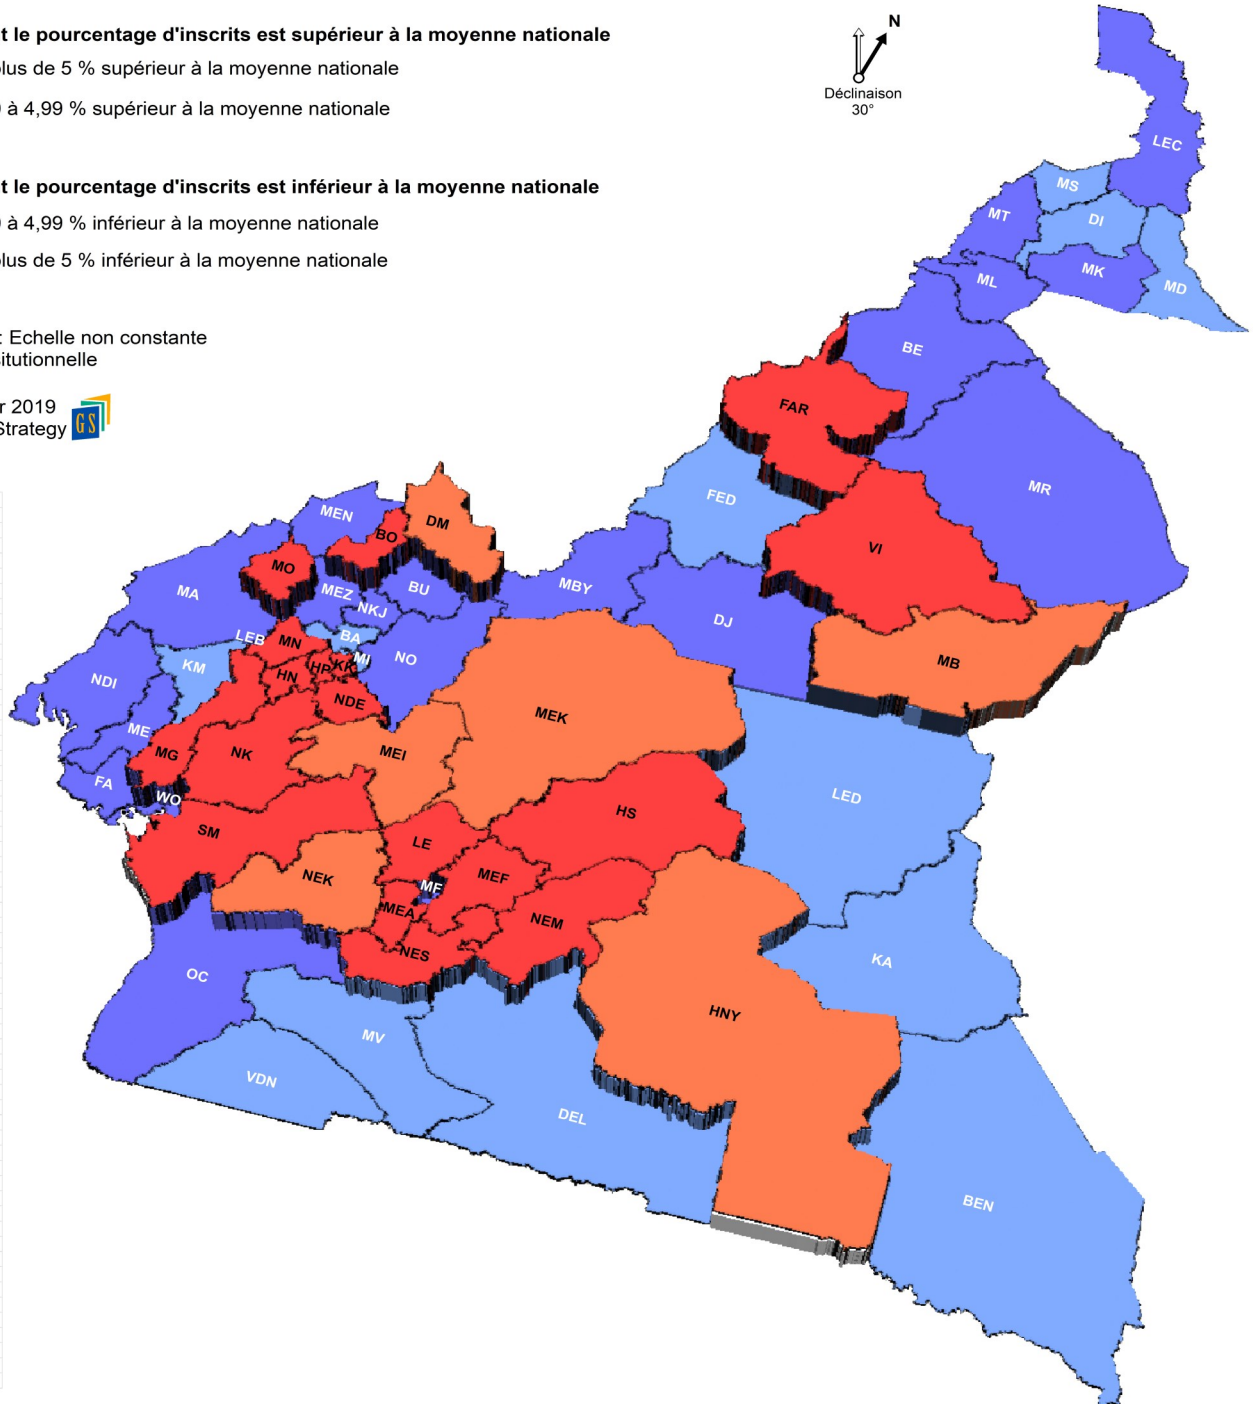 t le pourcentage d'inscrits est supérieur à la moyenne nationale
plus de 5 % supérieur à la moyenne nationale
à 4,99 % supérieur à la moyenne nationale
t le pourcentage d'inscrits est inférieur à la moyenne nationale
à 4,99 % inférieur à la moyenne nationale
plus de 5 % inférieur à la moyenne nationale
: Echelle non constante
itutionnelle
r 2019
Strategy GS
N
Déclinaison
30°
LEC
MS
MT
DI
ML
MK
MD
BE
FAR
MR
FED
VI
MEN
DM
BO
MO
MEZ
BU
MBY
MA
NKJ
DJ
LEB
MN
BA
MI
NO
MB
KM
HN
HP
KK
NDI
NDE
MEK
ME
MG
NK
MEI
FA
WO
LED
SM
HS
LE
NEK
MF
MEF
MEA
NEM
NES
KA
OC
HNY
MV
VDN
DEL
BEN